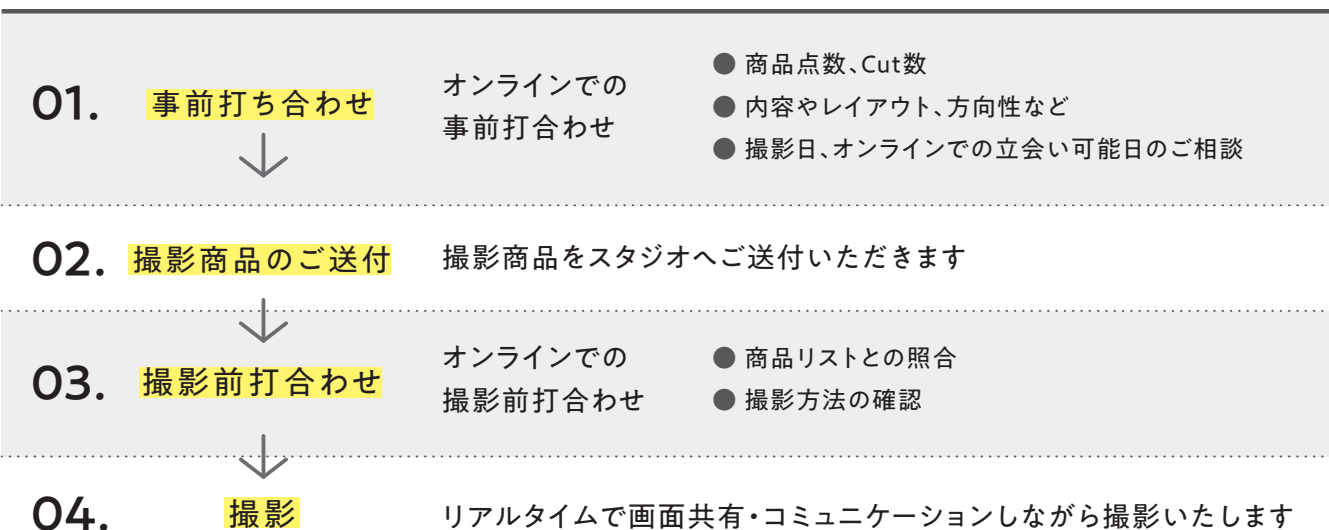 01.
事前打ち合わせ
オンラインでの
事前打合わせ
● 商品点数、Cut数
● 内容やレイアウト、方向性など
● 撮影日、オンラインでの立会い可能日のご相談
02.
撮影商品のご送付
撮影商品をスタジオへご送付いただきます
03.
撮影前打合わせ
オンラインでの
撮影前打合わせ
● 商品リストとの照合
● 撮影方法の確認
04.
撮影
リアルタイムで画面共有・コミュニケーションしながら撮影いたします